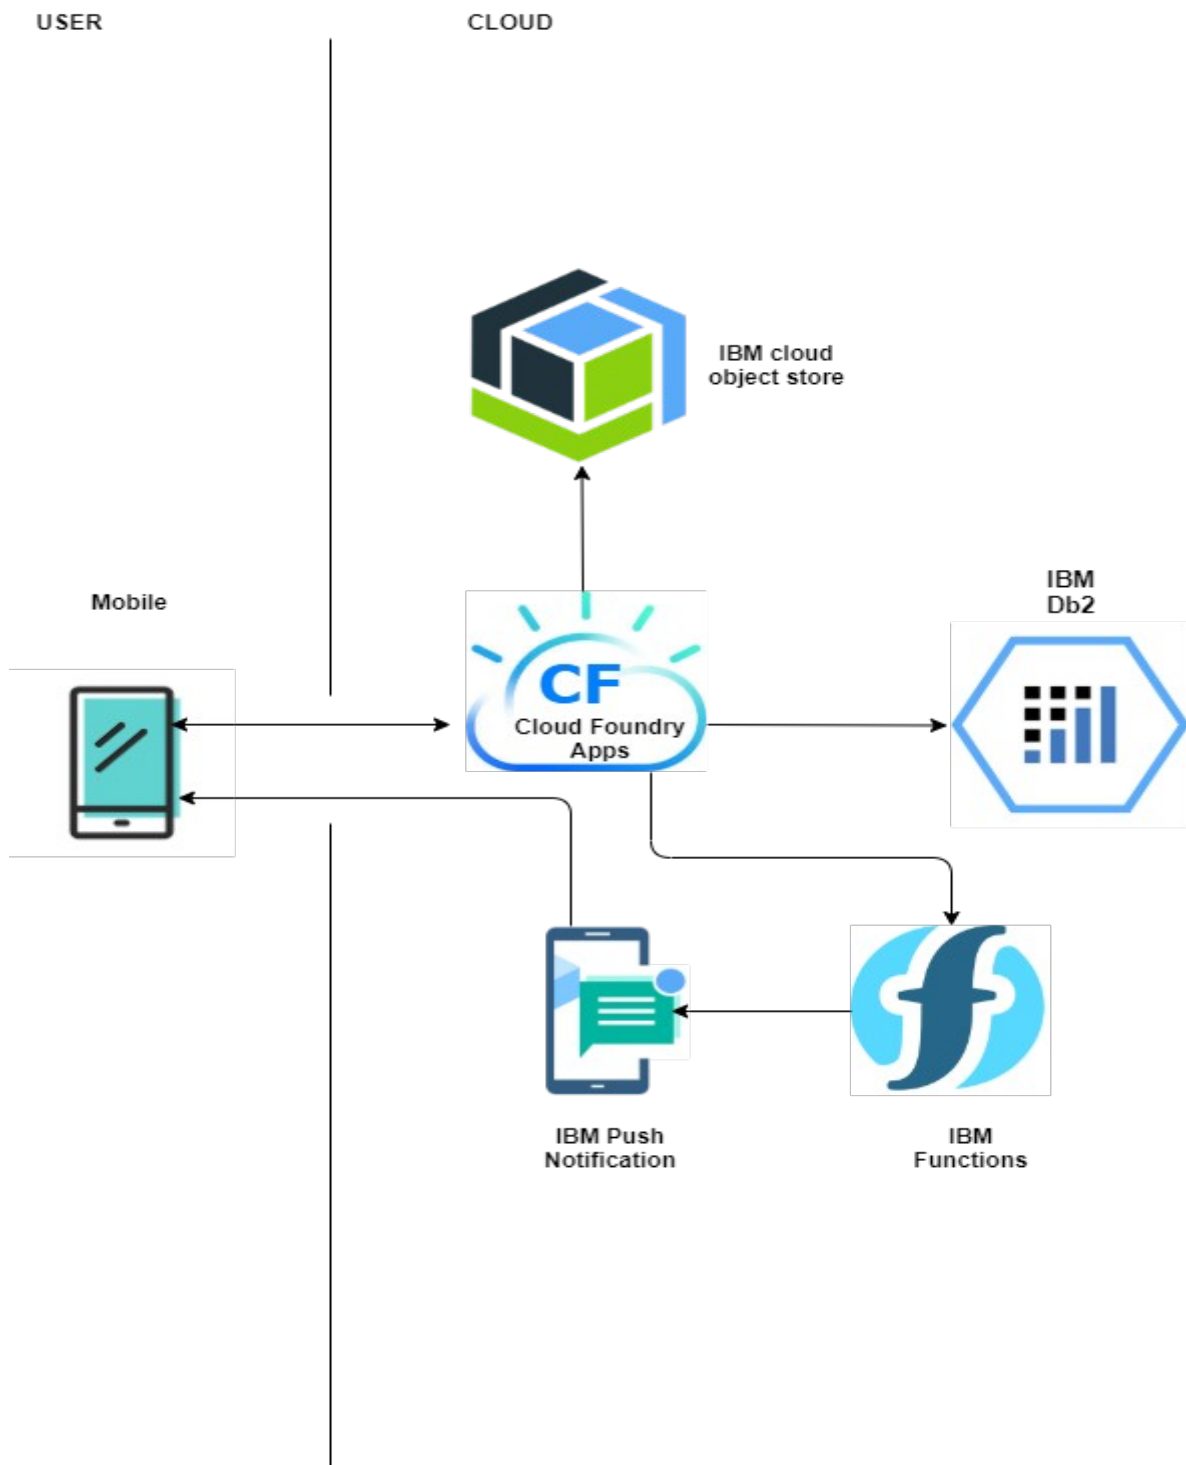 USER
CLOUD
IBM cloud
object store
Mobile
IBM
Db2
CF
Cloud Foundry
Apps
IBM Push
Notification
IBM
Functions